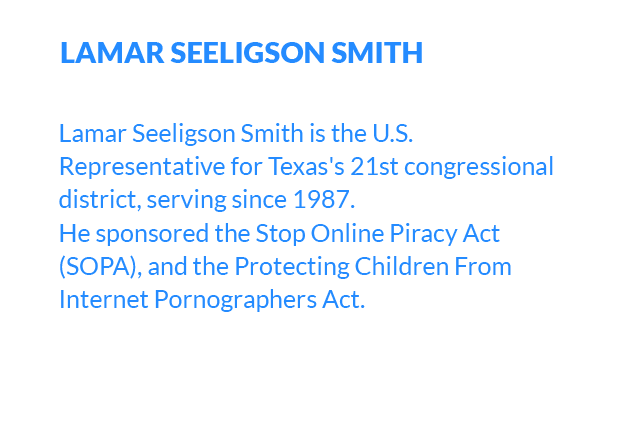 LAMAR SEELIGSON SMITH
Lamar Seeligson Smith is the U.S.
Representative for Texas's 21st congressional
district, serving since 1987.
He sponsored the Stop Online Piracy Act
(SOPA), and the Protecting Children From
Internet Pornographers Act.